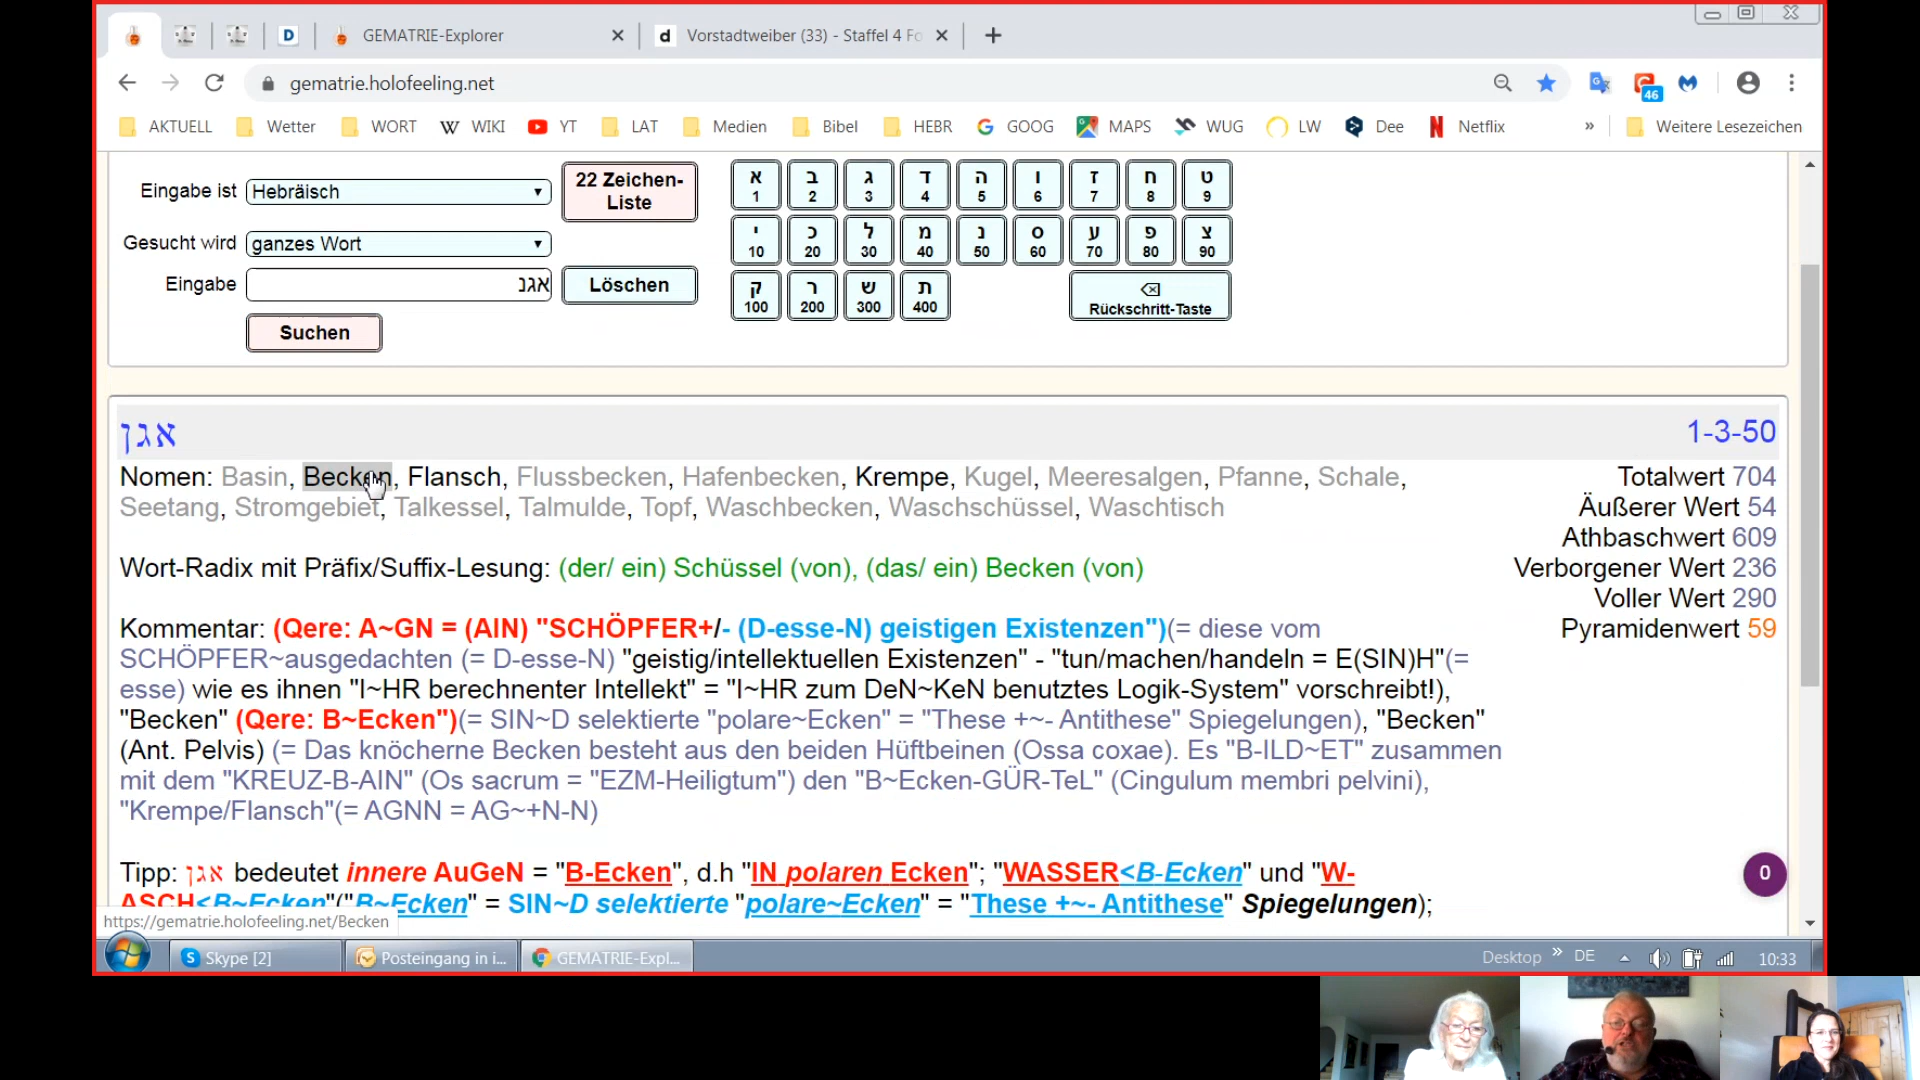 GEMATRIE-Explorer
d Vorstadtweiber (33) - Staffel 4 Fo
gematrie.holofeeling.net
46
AKTUELL Wetter WORT W WIKI YT LAT Medien Bibel HEBR GOOG MAPS WUG LW Dee Netflix » Weitere Lesezeichen
Eingabe ist Hebräisch
22 Zeichen-
Liste
Gesucht wird ganzes Wort
Eingabe אגנ Löschen
Suchen
א ב ג ד ה ו ז ח ט
1 2 3 4 5 6 7 8 9
י כ ל מ נ ס ע פ צ
10 20 30 40 50 60 70 80 90
ק ר ש ת
100 200 300 400 Rückschritt-Taste
אגן 1-3-50
Nomen: Basin, Becken, Flansch, Flussbecken, Hafenbecken, Krempe, Kugel, Meeresalgen, Pfanne, Schale,
Seetang, Stromgebiet, Talkessel, Talmulde, Topf, Waschbecken, Waschschüssel, Waschtisch
Totalwert 704
Äußerer Wert 54
Athbaschwert 609
Verborgener Wert 236
Voller Wert 290
Pyramidenwert 59
Wort-Radix mit Präfix/Suffix-Lesung: (der/ ein) Schüssel (von), (das/ ein) Becken (von)
Kommentar: (Qere: A~GN = (AIN) "SCHÖPFER+/- (D-esse-N) geistigen Existenzen")(= diese vom
SCHÖPFER~ausgedachten (= D-esse-N) "geistig/intellektuellen Existenzen" - "tun/machen/handeln = E(SIN)H"(=
esse) wie es ihnen "I~HR berechnenter Intellekt" = "I~HR zum DeN~KeN benutztes Logik-System" vorschreibt!),
"Becken" (Qere: B~Ecken")(= SIN~D selektierte "polare~Ecken" = "These +~- Antithese" Spiegelungen), "Becken"
(Ant. Pelvis) (= Das knöcherne Becken besteht aus den beiden Hüftbeinen (Ossa coxae). Es "B-ILD~ET" zusammen
mit dem "KREUZ-B-AIN" (Os sacrum = "EZM-Heiligtum") den "B~Ecken-GÜR-TeL" (Cingulum membri pelvini),
"Krempe/Flansch"(= AGNN = AG~+N-N)
Tipp: אגן bedeutet innere AuGeN = "B-Ecken", d.h "IN polaren Ecken"; "WASSER<B-Ecken" und "W-
ASCH<B~Ecken"("B~Ecken" = SIN~D selektierte "polare~Ecken" = "These +~- Antithese" Spiegelungen);
0
https://gematrie.holofeeling.net/Becken
Skype [2] Posteingang in i... GEMATRIE-Expl... Desktop » DE 10:33